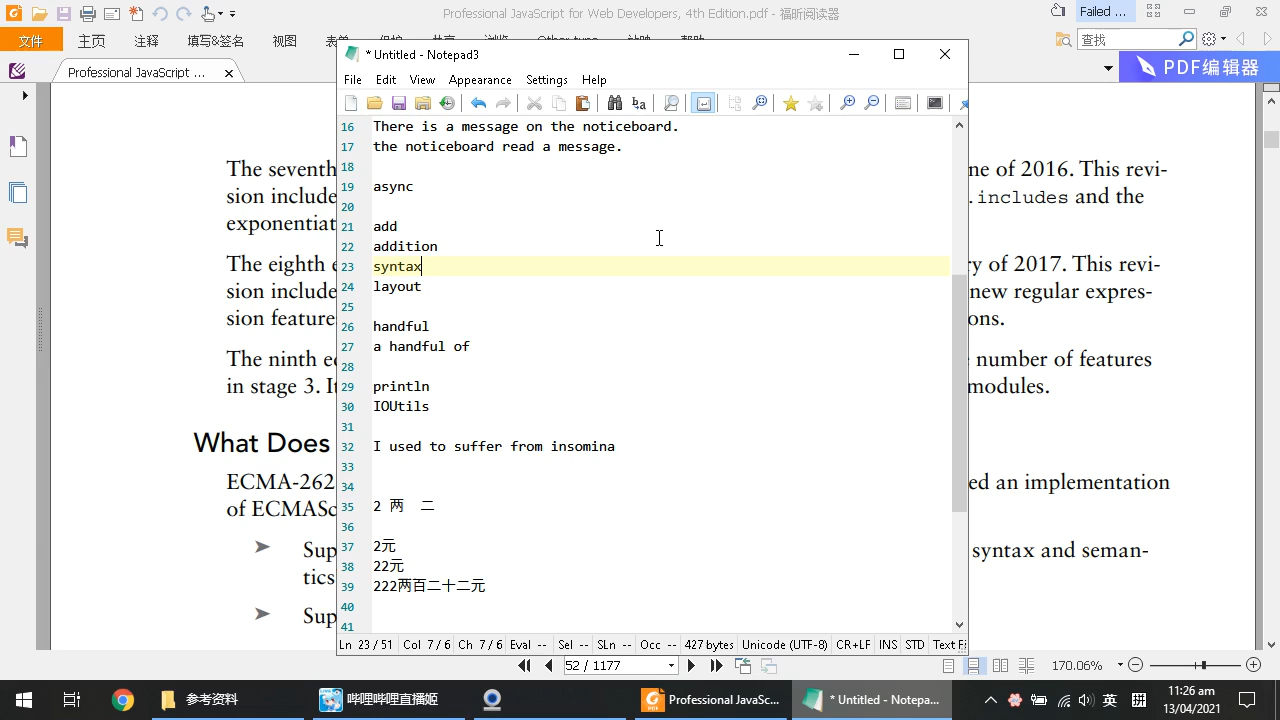 Professional JavaScript for Web Developers, 4th Edition.pdf - 福昕阅读器
Failed ...
文件 主页 注释 填写&签名 视图
查找
Professional JavaScript ...
PDF编辑器
* Untitled - Notepad3
File Edit View Appearance Settings Help
16 There is a message on the noticeboard.
17 the noticeboard read a message.
18
19 async
20
21 add
22 addition
23 syntax
24 layout
25
26 handful
27 a handful of
28
29 println
30 IOUtils
31
32 I used to suffer from insomina
33
34
35 2 两 二
36
37 2元
38 22元
39 222两百二十二元
40
41
Ln 23 / 51 Col 7 / 6 Ch 7 / 6 Eval -- Sel -- SLn -- Occ -- 427 bytes Unicode (UTF-8) CR+LF INS STD Text
The seventh
ne of 2016. This revi-
sion include
.includes and the
exponentiat
The eighth e
y of 2017. This revi-
sion include
new regular expres-
sion feature
ons.
The ninth e
number of features
in stage 3. I
modules.
What Does
ECMA-262
ed an implementation
of ECMASc
➤ Sup
syntax and seman-
tics
➤ Sup
52 / 1177
170.06%
参考资料
哔哩哔哩直播姬
Professional JavaSc...
* Untitled - Notepa...
英
拼
11:26 am
13/04/2021